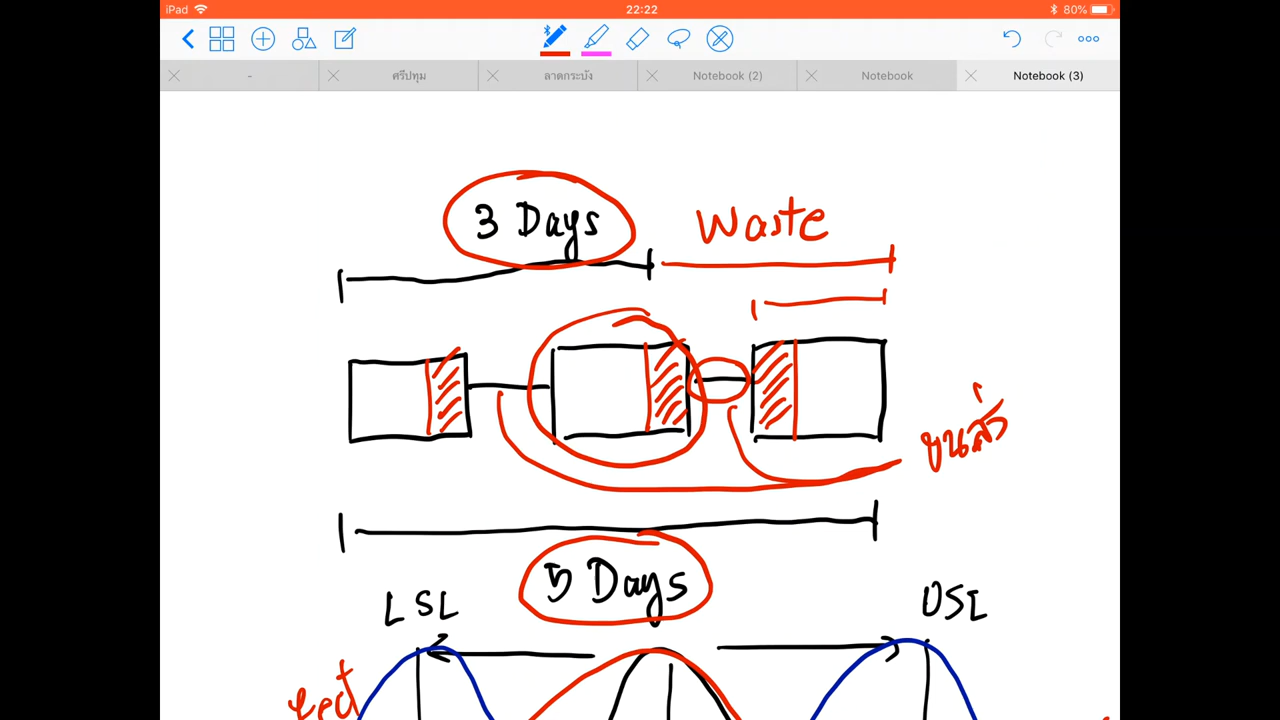 iPad 22:22 80%
- ศรีปทุม ลาดกระบัง Notebook (2) Notebook Notebook (3)
3 Days Waste
ขนส่ง
5 Days
LSL USL